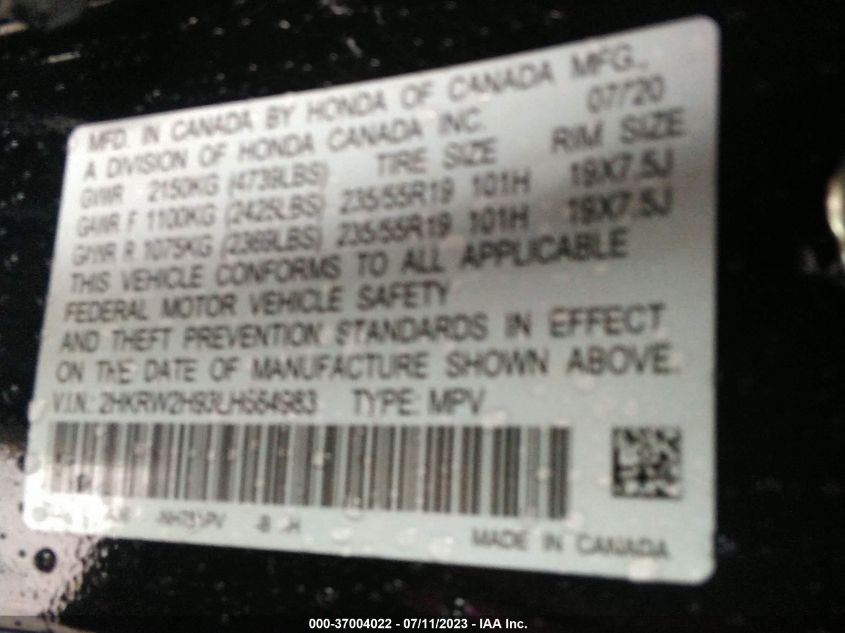 MFD. IN CANADA BY HONDA OF CANADA MFG.,
A DIVISION OF HONDA CANADA INC. 07/20
GVWR 2150KG (4739LBS) TIRE SIZE RIM SIZE
GAWR F 1100KG (2425LBS) 235/55R19 101H 19X7.5J
GAWR R 1075KG (2369LBS) 235/55R19 101H 19X7.5J
THIS VEHICLE CONFORMS TO ALL APPLICABLE
FEDERAL MOTOR VEHICLE SAFETY
AND THEFT PREVENTION STANDARDS IN EFFECT
ON THE DATE OF MANUFACTURE SHOWN ABOVE.
V.I.N.: TYPE: MPV
MADE IN CANADA
000-37004022 - 07/11/2023 - IAA Inc.